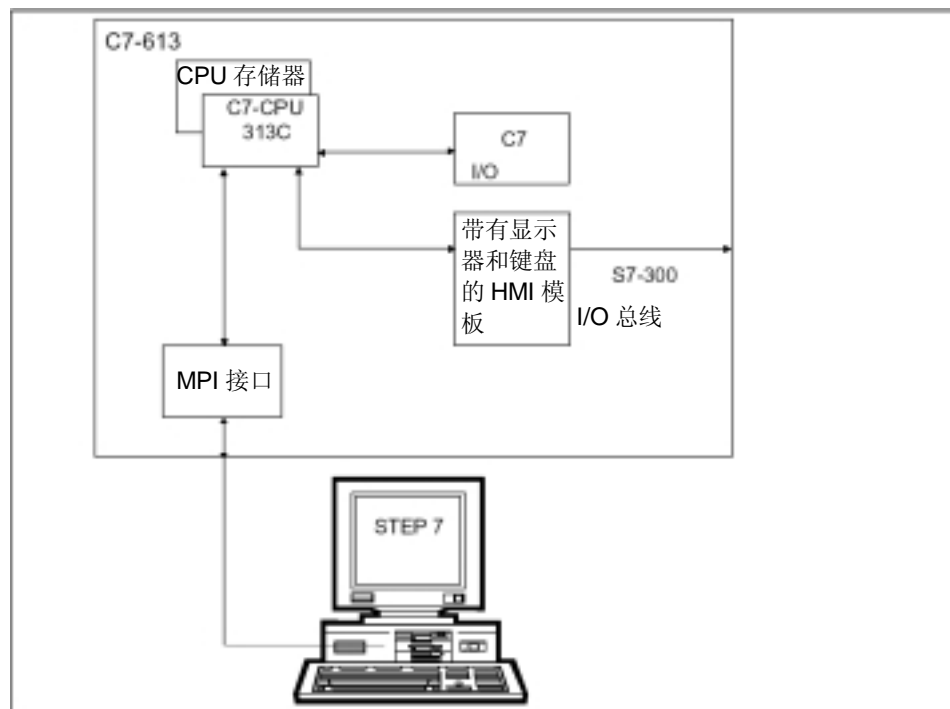 C7-613
CPU 存储器
C7-CPU
313C
C7
I/O
带有显示
器和键盘
的 HMI 模
板
S7-300
I/O 总线
MPI 接口
STEP 7